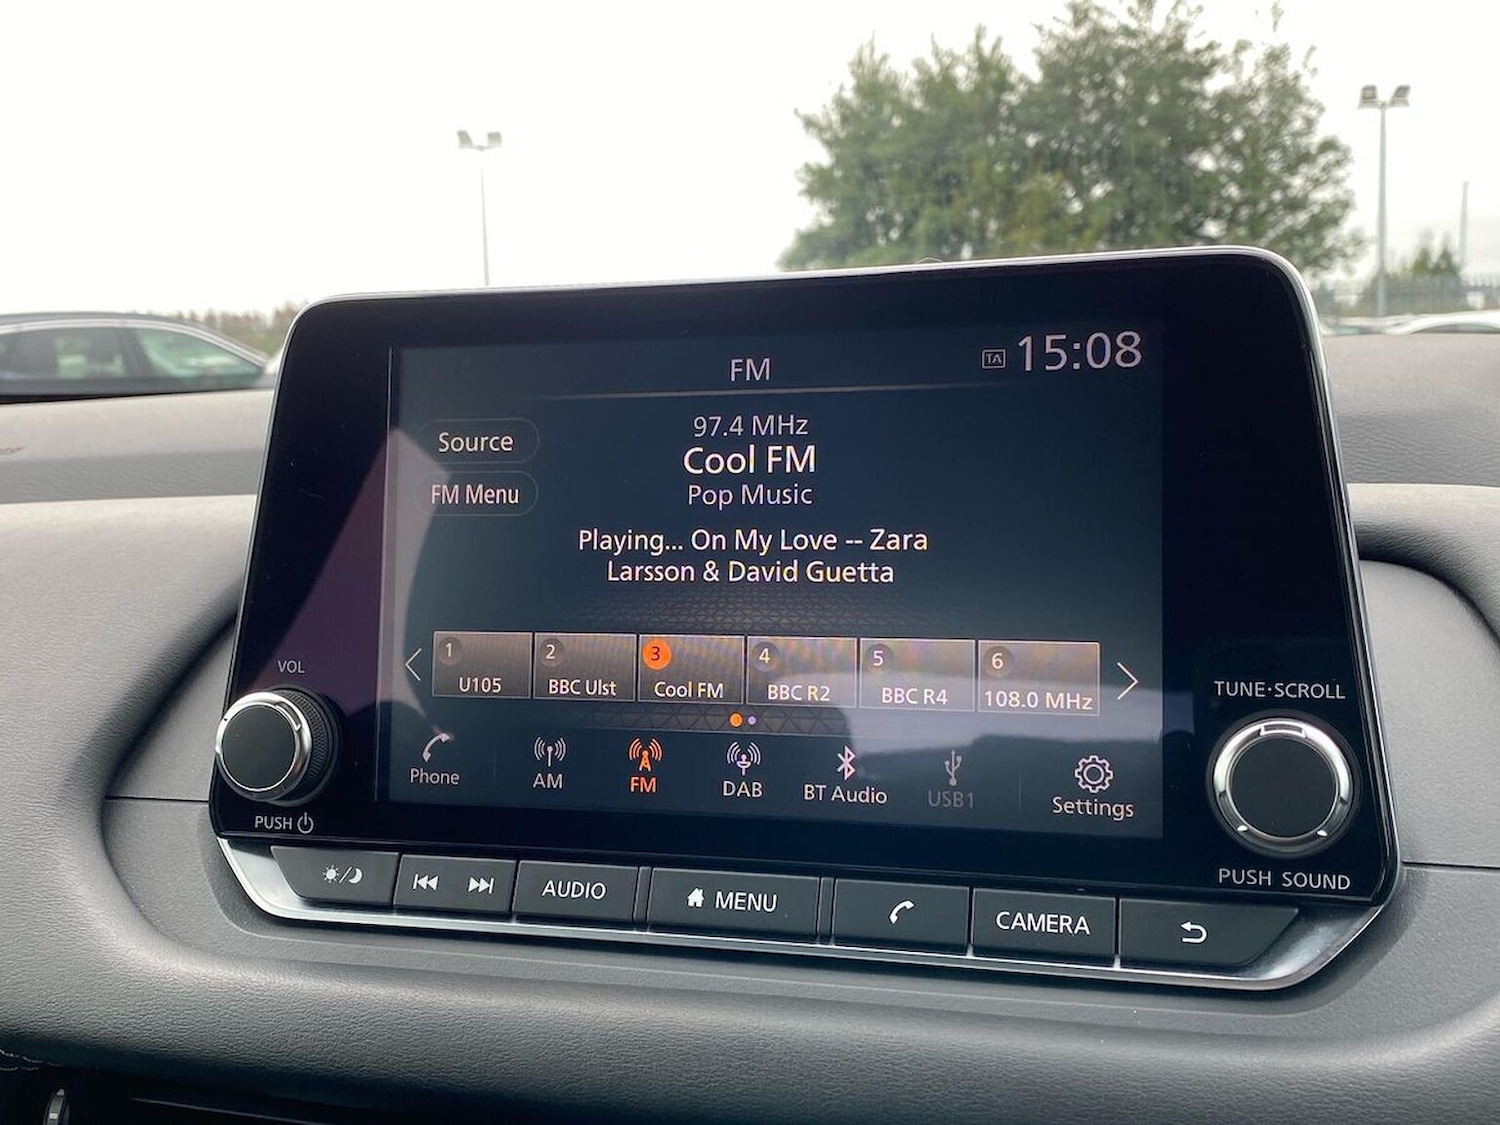 FM
TA 15:08
Source
FM Menu
97.4 MHz
Cool FM
Pop Music
Playing... On My Love -- Zara
Larsson & David Guetta
1 U105
2 BBC Ulst
3 Cool FM
4 BBC R2
5 BBC R4
6 108.0 MHz
Phone
AM
FM
DAB
BT Audio
USB1
Settings
VOL
PUSH
TUNE·SCROLL
PUSH SOUND
AUDIO
MENU
CAMERA